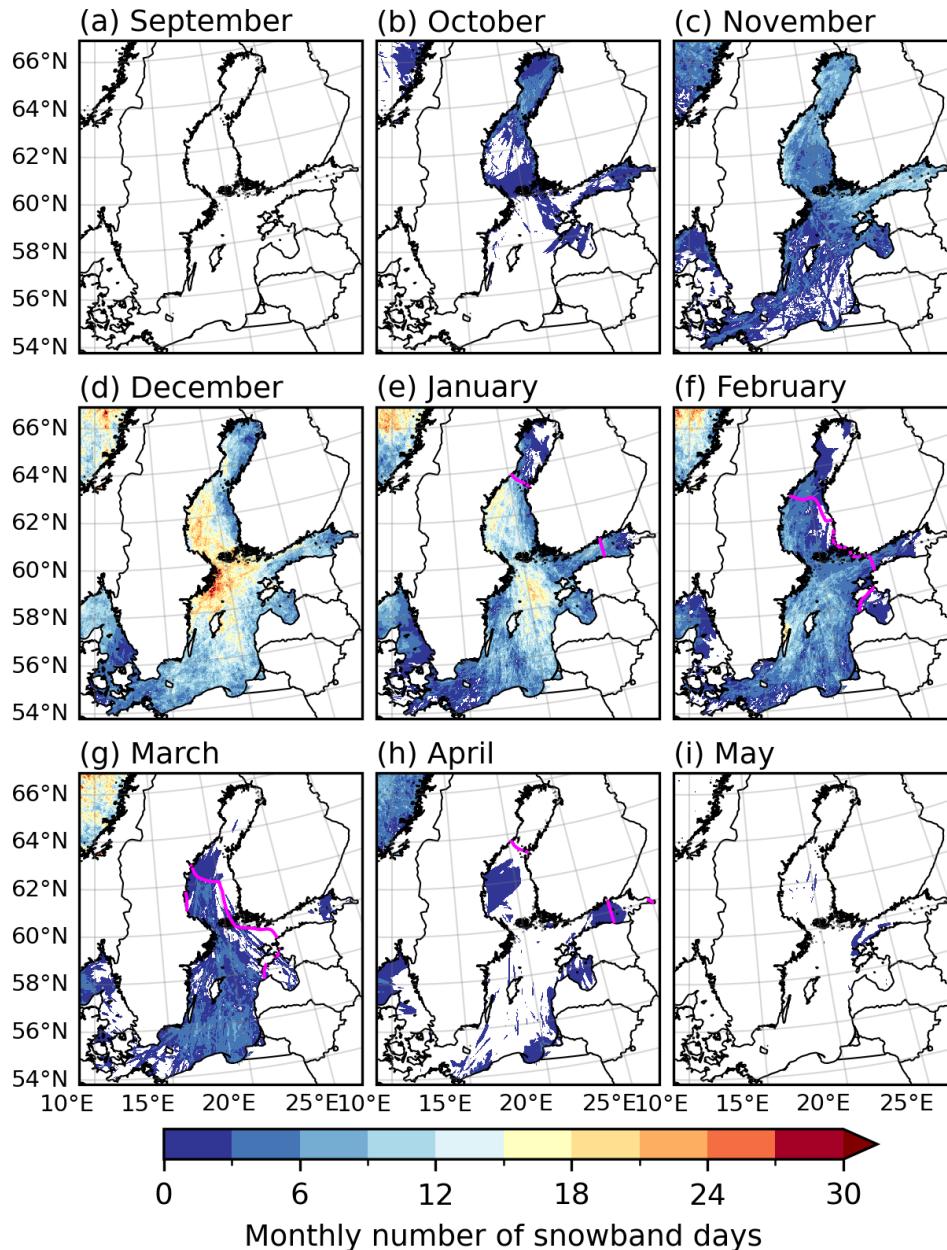 (a) September
(b) October
(c) November
66°N
64°N
62°N
60°N
58°N
56°N
54°N
(d) December
(e) January
(f) February
66°N
64°N
62°N
60°N
58°N
56°N
54°N
(g) March
(h) April
(i) May
66°N
64°N
62°N
60°N
58°N
56°N
54°N
10°E 15°E 20°E 25°E 10°E 15°E 20°E 25°E 10°E 15°E 20°E 25°E
0 6 12 18 24 30
Monthly number of snowband days